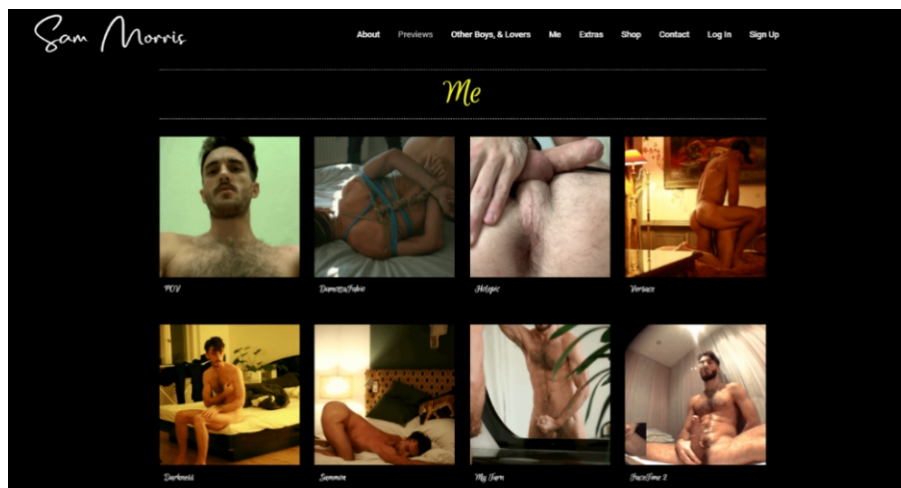 Sam Morris
About Previews Other Boys, & Lovers Me Extras Shop Contact Log In Sign Up
Me
POV
Holepic
Versace
Darkness
Summon
My Turn
FaceTime 2